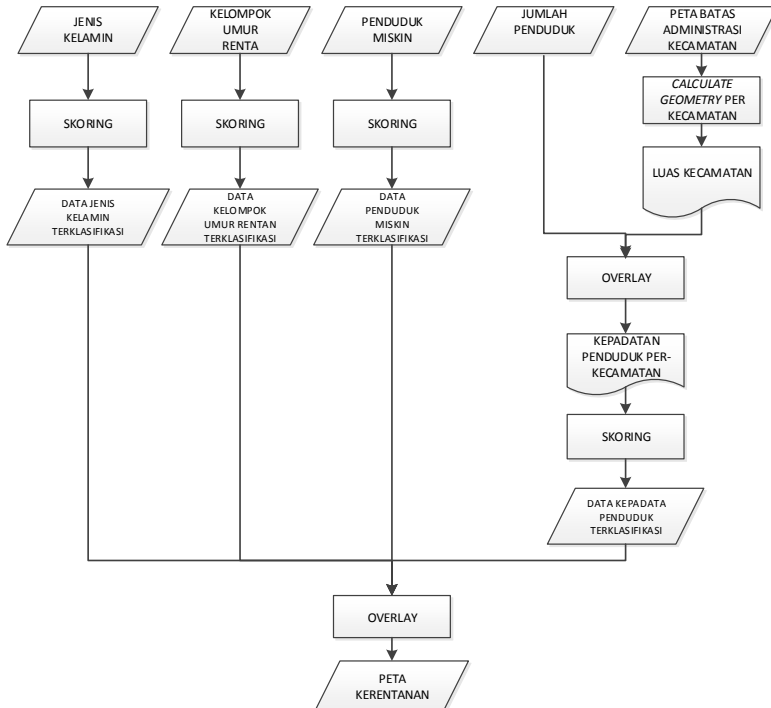 JENIS
KELAMIN
KELOMPOK
UMUR
RENTA
PENDUDUK
MISKIN
JUMLAH
PENDUDUK
PETA BATAS
ADMINISTRASI
KECAMATAN
SKORING
SKORING
SKORING
CALCULATE
GEOMETRY PER
KECAMATAN
LUAS KECAMATAN
DATA JENIS
KELAMIN
TERKLASIFIKASI
DATA
KELOMPOK
UMUR RENTAN
TERKLASIFIKASI
DATA
PENDUDUK
MISKIN
TERKLASIFIKASI
OVERLAY
KEPADATAN
PENDUDUK PER-
KECAMATAN
SKORING
DATA KEPADATA
PENDUDUK
TERKLASIFIKASI
OVERLAY
PETA
KERENTANAN